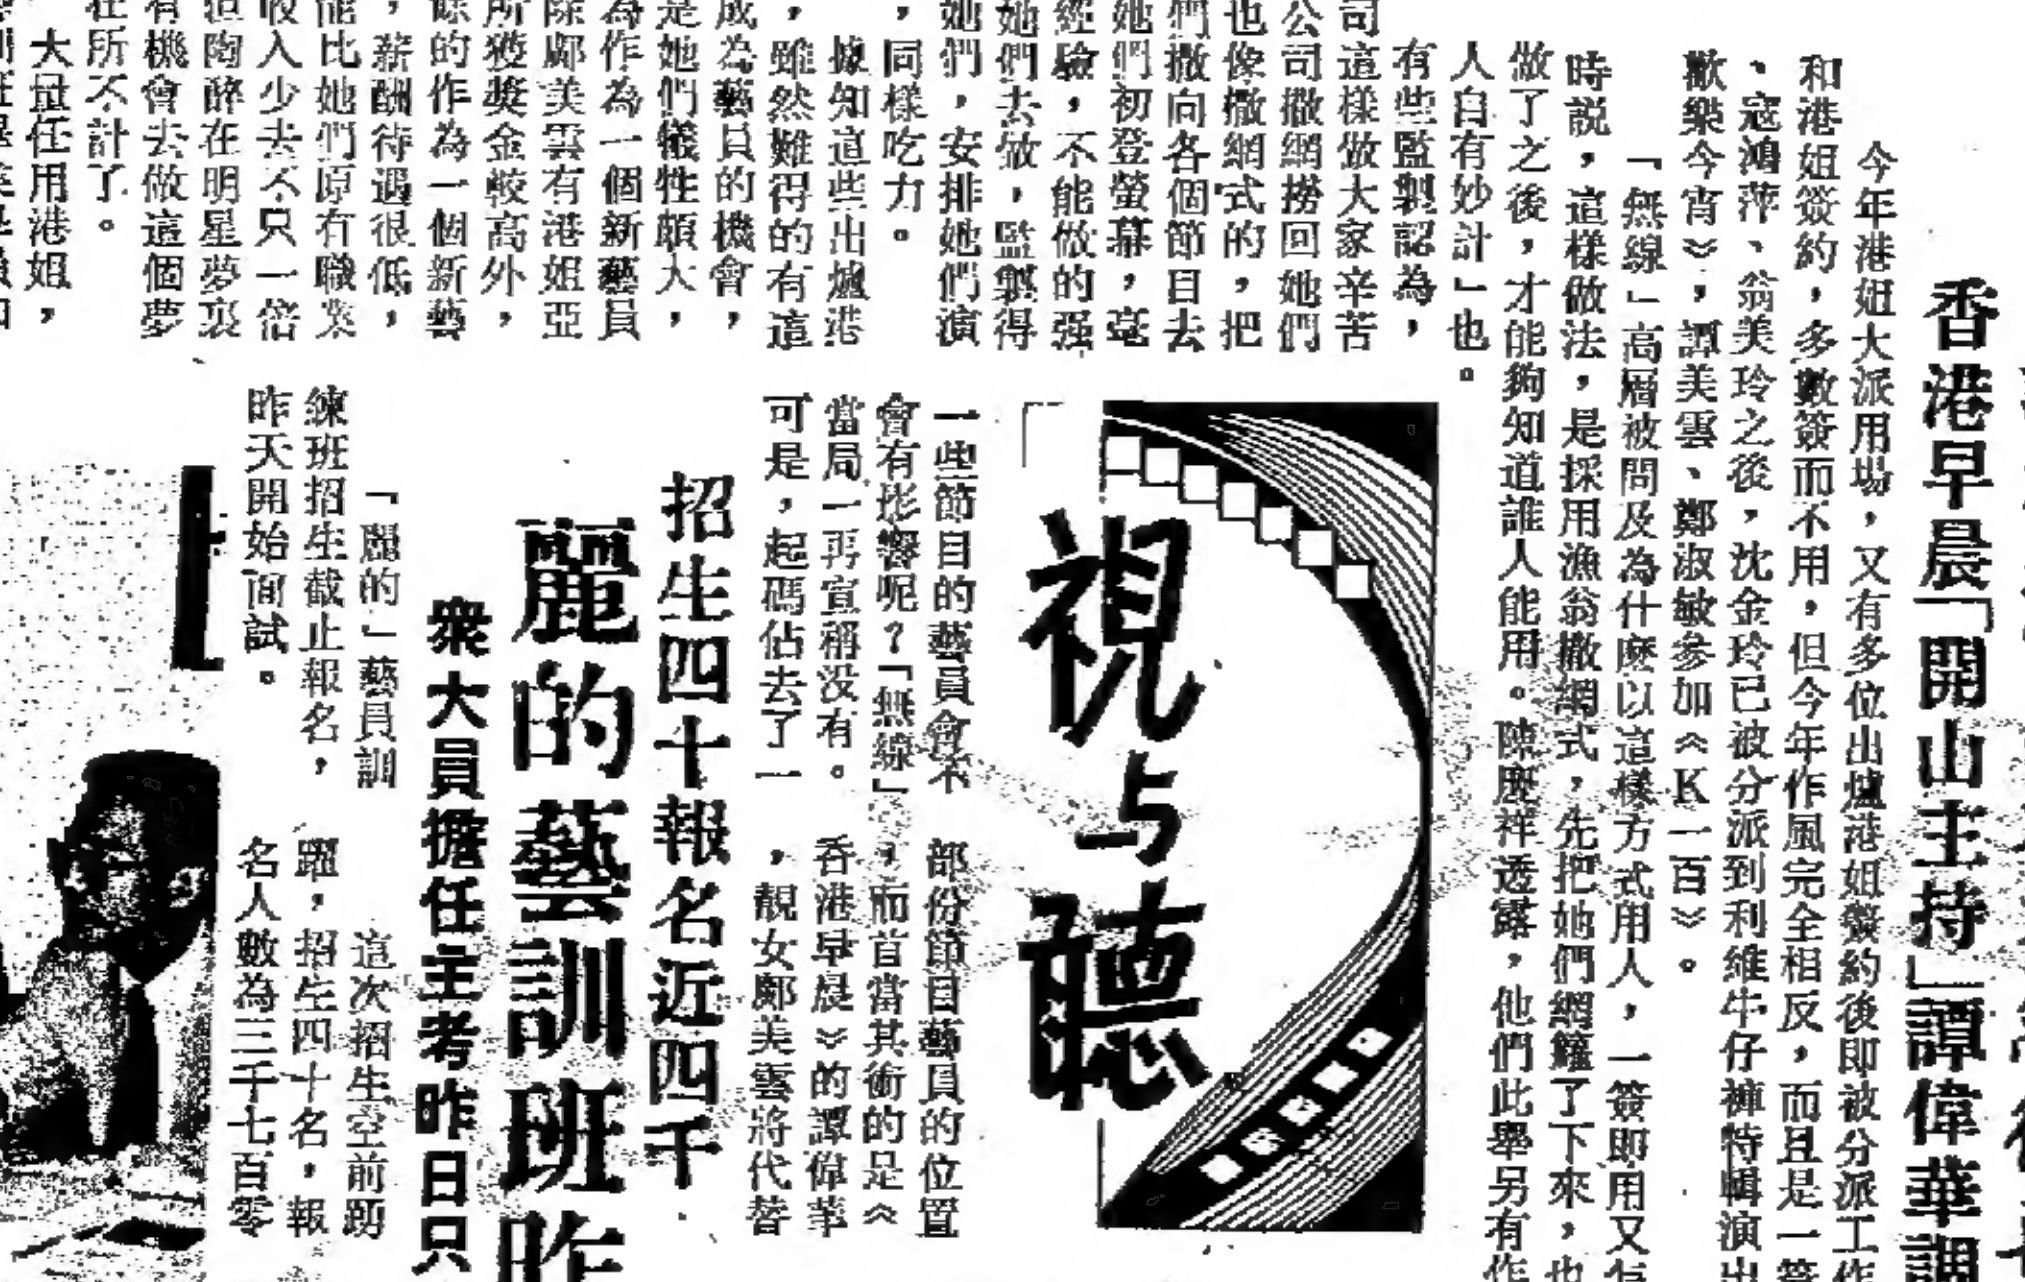 香港早晨「開山主持」譚偉華調
今年港姐大派用場，又有多位出爐港姐簽約後即被分派工作
和港姐簽約，多數簽而不用，但今年作風完全相反，而且是一簽
、寇鴻萍、翁美玲之後，沈金玲已被分派到利維牛仔褲特輯演出
歡樂今宵》，譚美雲、鄭淑敏參加《K一百》。
「無線」高層被問及為什麼以這樣方式用人，一簽即用又怎
時説，這樣做法，是採用漁翁撒網式，先把她們網籮了下來，也
做了之後，才能夠知道誰人能用。陳慶祥透露，他們此舉另有作
人自有妙計」也。
有些監製認為，
司這樣做大家辛苦
公司撒網撈回她們
也像撒網式的，把
們撒向各個節目去
她們初登螢幕，毫
經驗，不能做的强
她們去做，監製得
她們，安排她們演
，同樣吃力。
據知這些出爐港
，雖然難得的有這
成為藝員的機會，
是她們犧牲頗大，
為作為一個新藝員
除鄺美雲有港姐亞
所獲獎金較高外，
餘的作為一個新藝
，薪酬待遇很低，
能比她們原有職業
收入少去不只一倍
但陶醉在明星夢裏
有機會去做這個夢
在所不計了。
大量任用港姐，
視与聽
一些節目的藝員會不
會有影響呢？「無線」
當局一再宣稱没有。
可是，起碼佔去了一
部份節目藝員的位置
，而首當其衝的是《
香港早晨》的譚偉華
，靚女鄺美雲將代替
招生四十報名近四千
麗的藝訓班昨
衆大員擔任主考昨日只
「麗的」藝員訓
練班招生截止報名，
昨天開始面試。
這次招生空前踴
躍，招生四十名，報
名人數為三千七百零